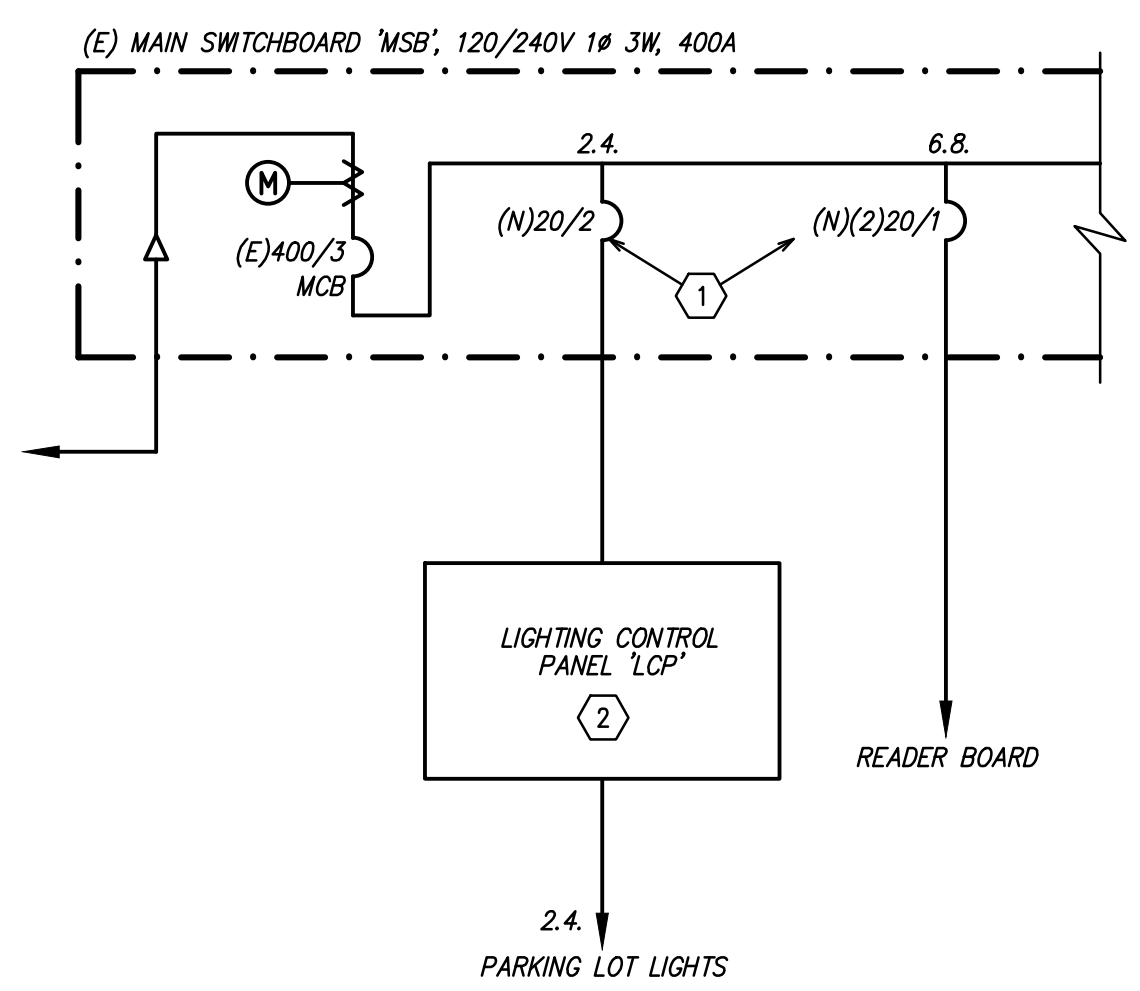 (E) MAIN SWITCHBOARD 'MSB', 120/240V 1ø 3W, 400A
2.4.
6.8.
M
(N)20/2
(N)(2)20/1
(E)400/3
MCB
1
LIGHTING CONTROL
PANEL 'LCP'
2
READER BOARD
2.4.
PARKING LOT LIGHTS